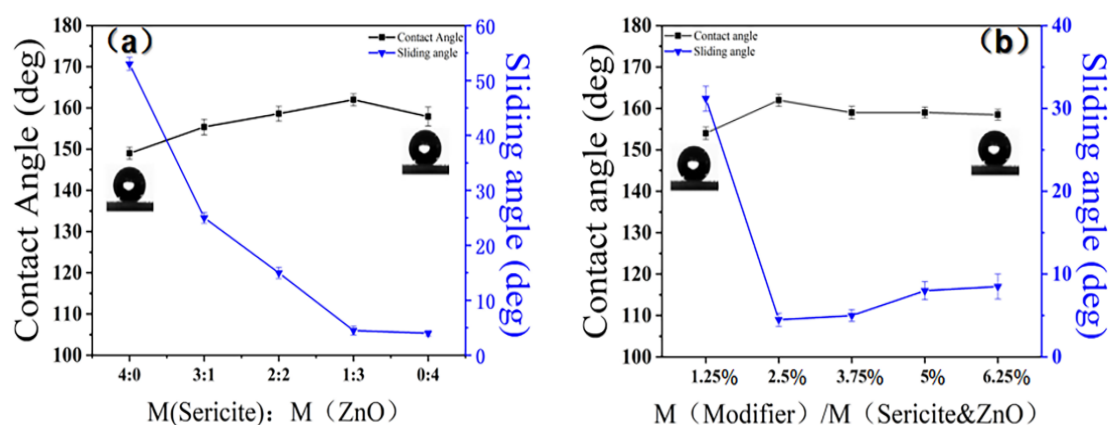 (a)
Contact Angle
Sliding angle
Contact Angle (deg)
180
170
160
150
140
130
120
110
100
60
50
40
30
20
10
0
Sliding angle (deg)
4:0 3:1 2:2 1:3 0:4
M(Sericite): M (ZnO)
(b)
Contact angle
Sliding angle
Contact angle (deg)
180
170
160
150
140
130
120
110
100
40
30
20
10
0
Sliding angle (deg)
1.25% 2.5% 3.75% 5% 6.25%
M (Modifier) /M (Sericite&ZnO)